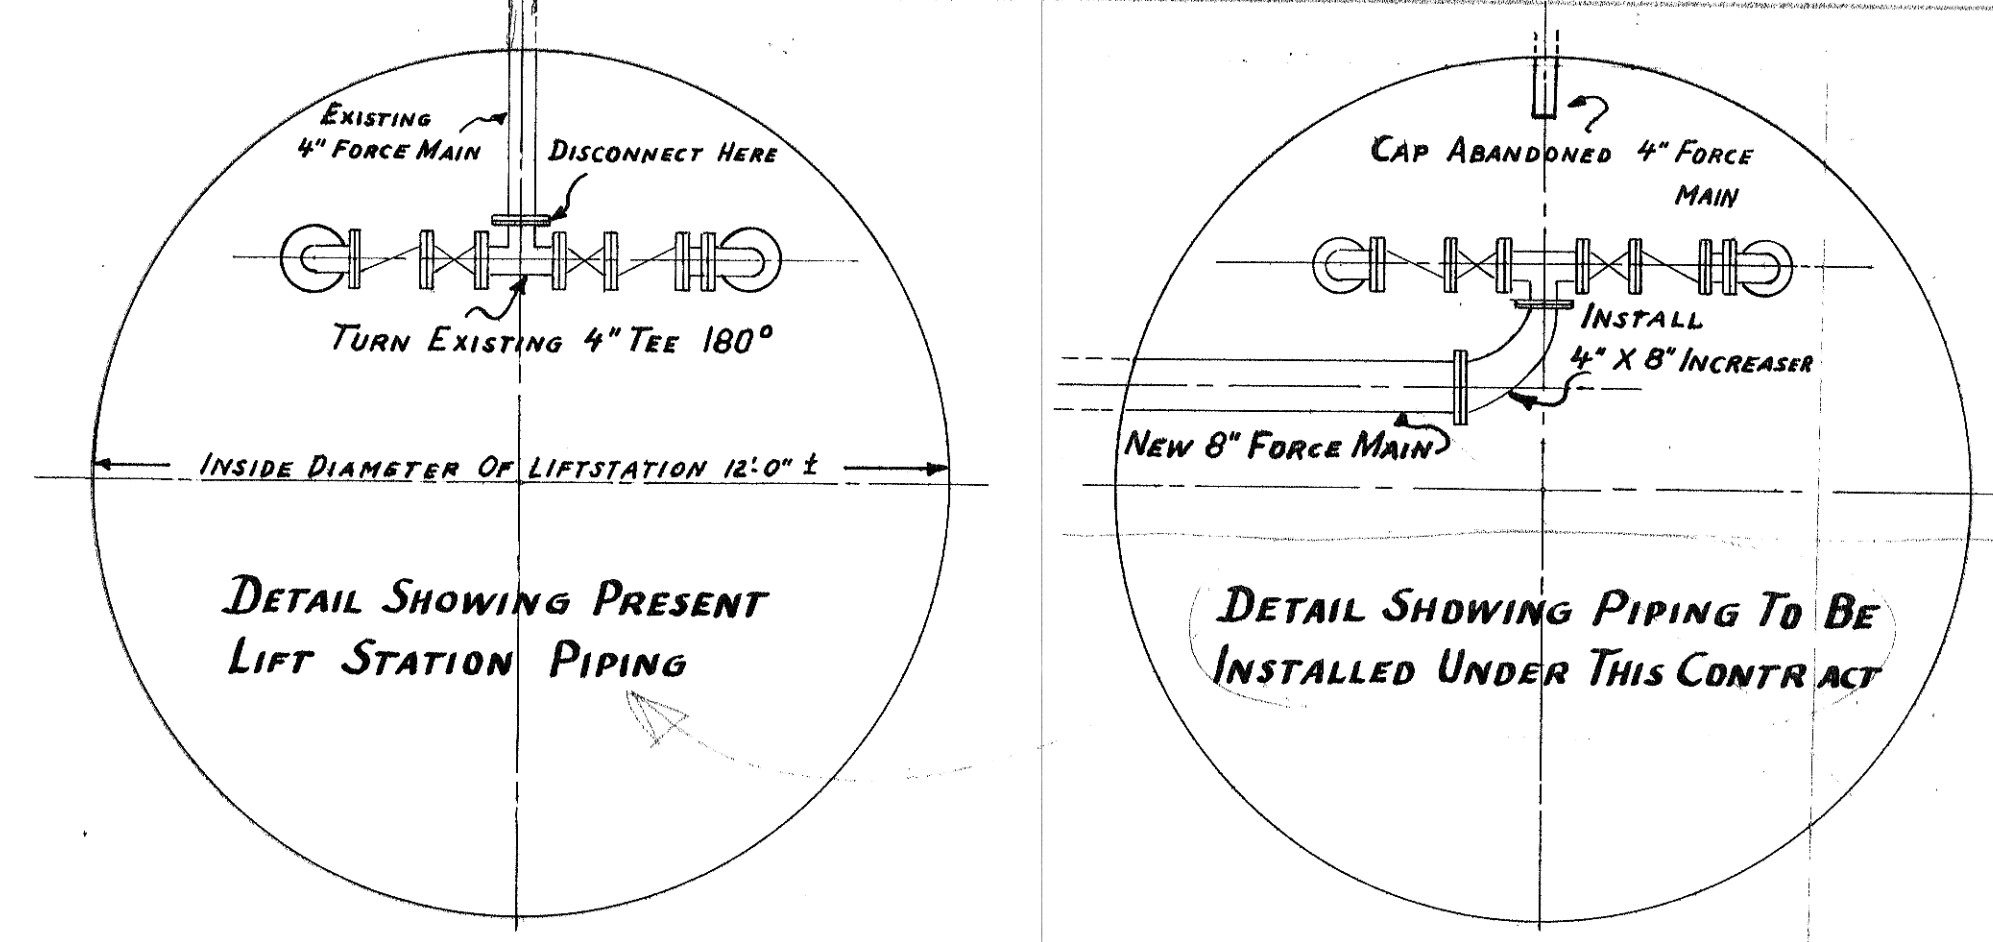 EXISTING
4" FORCE MAIN
DISCONNECT HERE
TURN EXISTING 4" TEE 180°
INSIDE DIAMETER OF LIFTSTATION 12'-0" ±
DETAIL SHOWING PRESENT
LIFT STATION PIPING
CAP ABANDONED 4" FORCE
MAIN
INSTALL
4" X 8" INCREASER
NEW 8" FORCE MAIN
DETAIL SHOWING PIPING TO BE
INSTALLED UNDER THIS CONTRACT